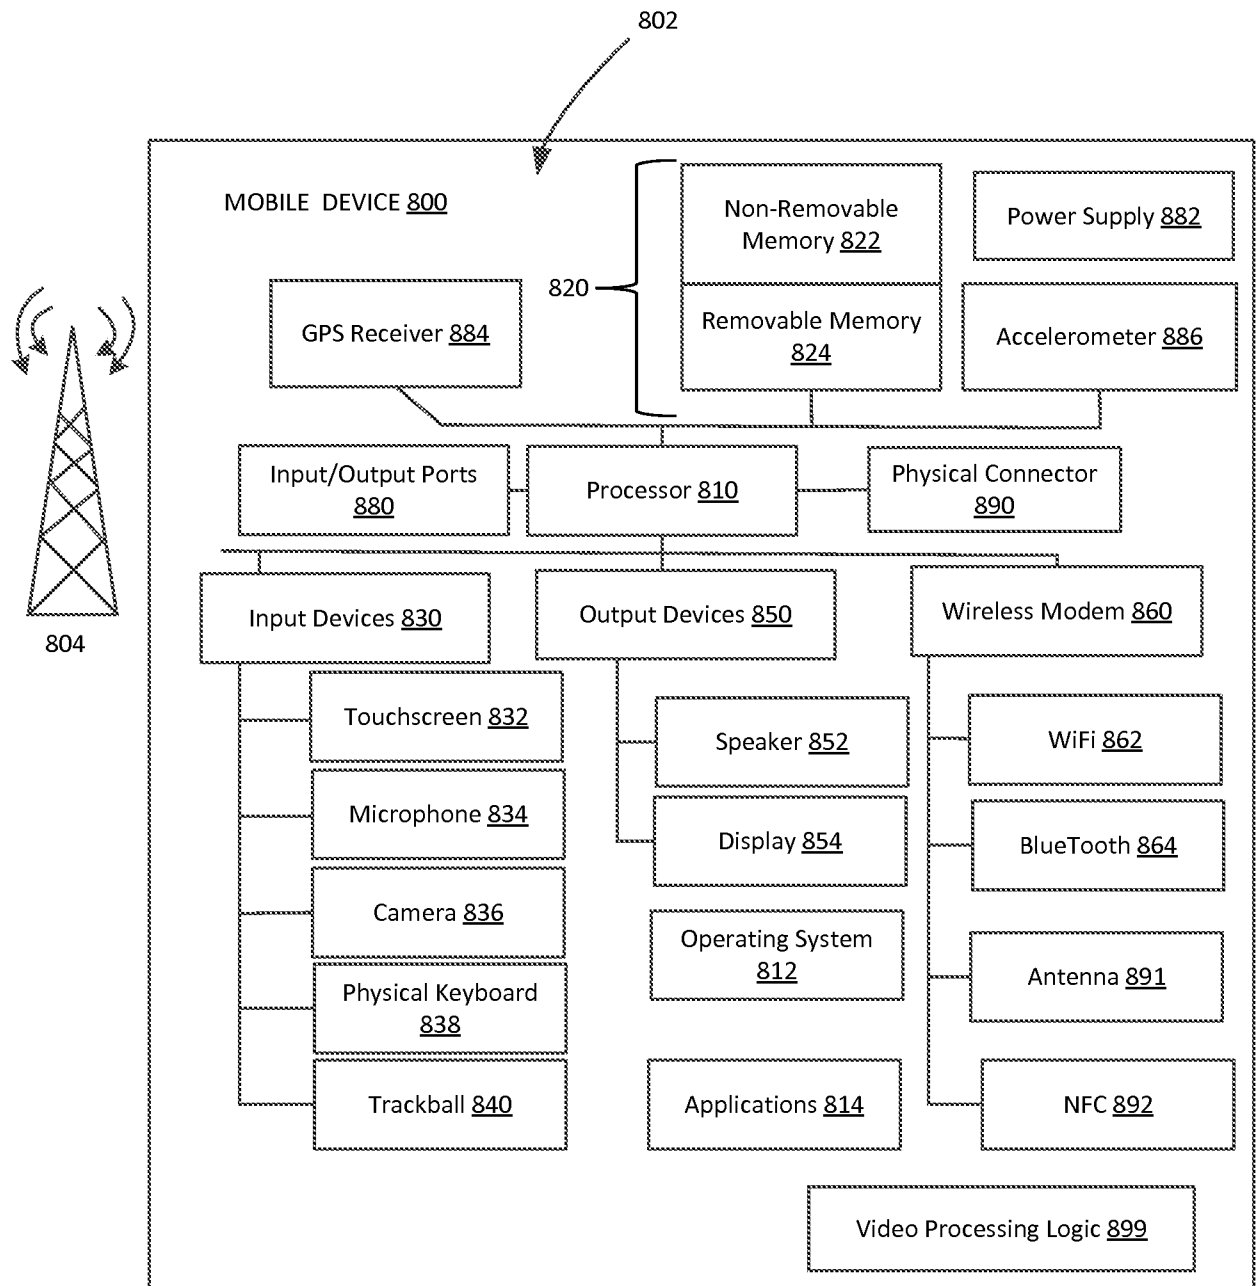 802
MOBILE DEVICE 800
Non-Removable
Memory 822
Power Supply 882
820
GPS Receiver 884
Removable Memory
824
Accelerometer 886
Input/Output Ports
880
Processor 810
Physical Connector
890
804
Input Devices 830
Output Devices 850
Wireless Modem 860
Touchscreen 832
Microphone 834
Camera 836
Physical Keyboard
838
Trackball 840
Speaker 852
Display 854
Operating System
812
Applications 814
WiFi 862
BlueTooth 864
Antenna 891
NFC 892
Video Processing Logic 899